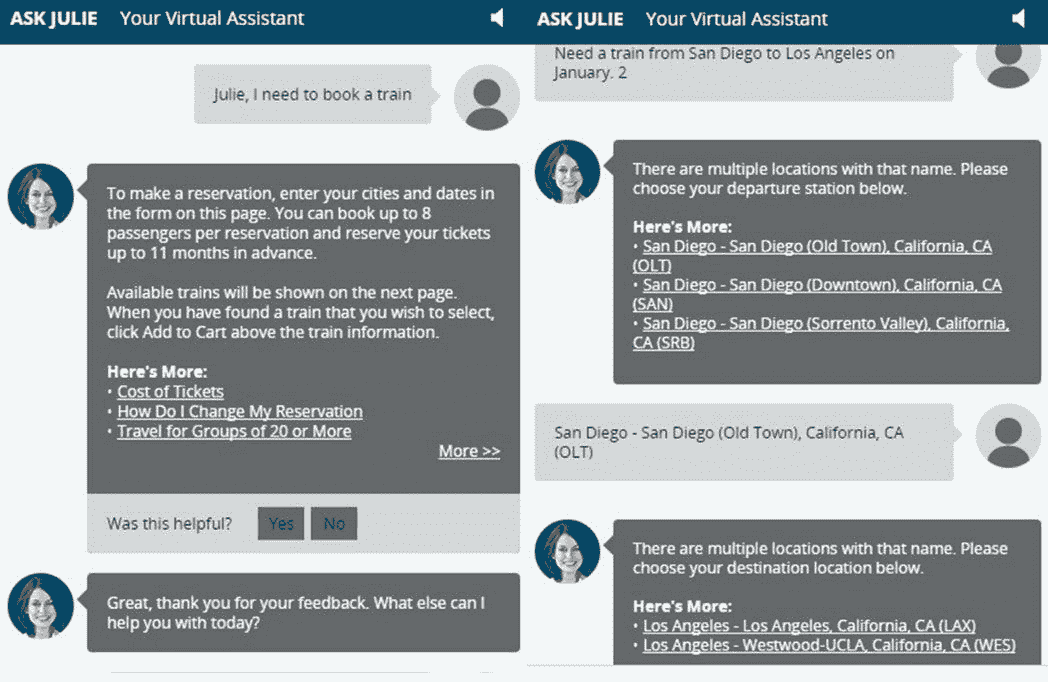 ASK JULIE Your Virtual Assistant
Julie, I need to book a train
To make a reservation, enter your cities and dates in
the form on this page. You can book up to 8
passengers per reservation and reserve your tickets
up to 11 months in advance.
Available trains will be shown on the next page.
When you have found a train that you wish to select,
click Add to Cart above the train information.
Here's More:
• Cost of Tickets
• How Do I Change My Reservation
• Travel for Groups of 20 or More
More >>
Was this helpful? Yes No
Great, thank you for your feedback. What else can I
help you with today?
ASK JULIE Your Virtual Assistant
Need a train from San Diego to Los Angeles on
January. 2
There are multiple locations with that name. Please
choose your departure station below.
Here's More:
• San Diego - San Diego (Old Town), California, CA
(OLT)
• San Diego - San Diego (Downtown), California, CA
(SAN)
• San Diego - San Diego (Sorrento Valley), California,
CA (SRB)
San Diego - San Diego (Old Town), California, CA
(OLT)
There are multiple locations with that name. Please
choose your destination location below.
Here's More:
• Los Angeles - Los Angeles, California, CA (LAX)
• Los Angeles - Westwood-UCLA, California, CA (WES)